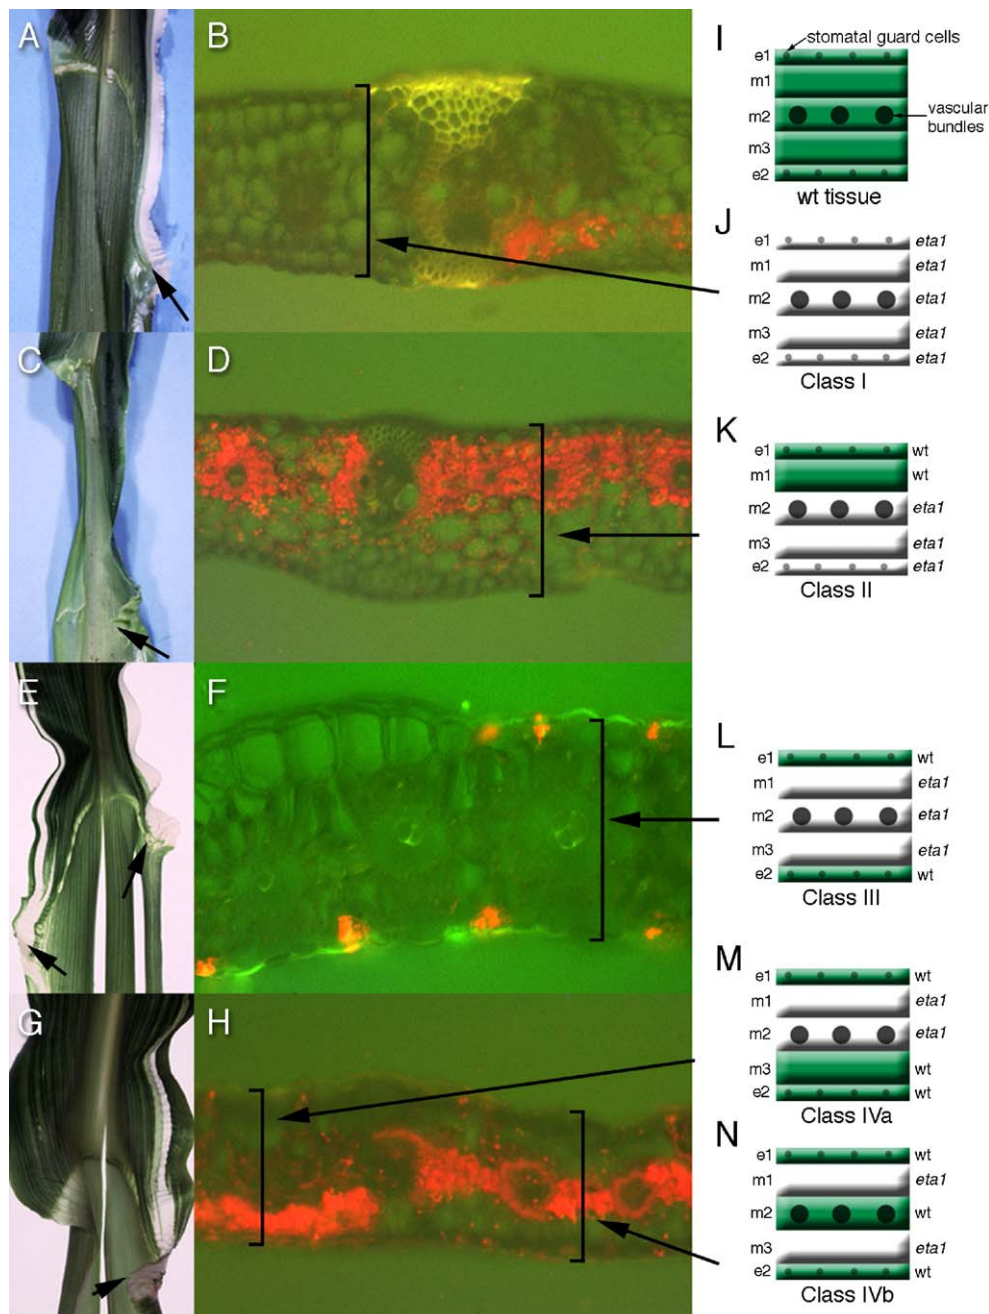 A
B
C
D
E
F
G
H
I
stomatal guard cells
e1
m1
m2
vascular
bundles
m3
e2
wt tissue
J
e1 eta1
m1 eta1
m2 eta1
m3 eta1
e2 eta1
Class I
K
e1 wt
m1 wt
m2 eta1
m3 eta1
e2 eta1
Class II
L
e1 wt
m1 eta1
m2 eta1
m3 eta1
e2 wt
Class III
M
e1 wt
m1 eta1
m2 eta1
m3 wt
e2 wt
Class IVa
N
e1 wt
m1 eta1
m2 wt
m3 eta1
e2 wt
Class IVb